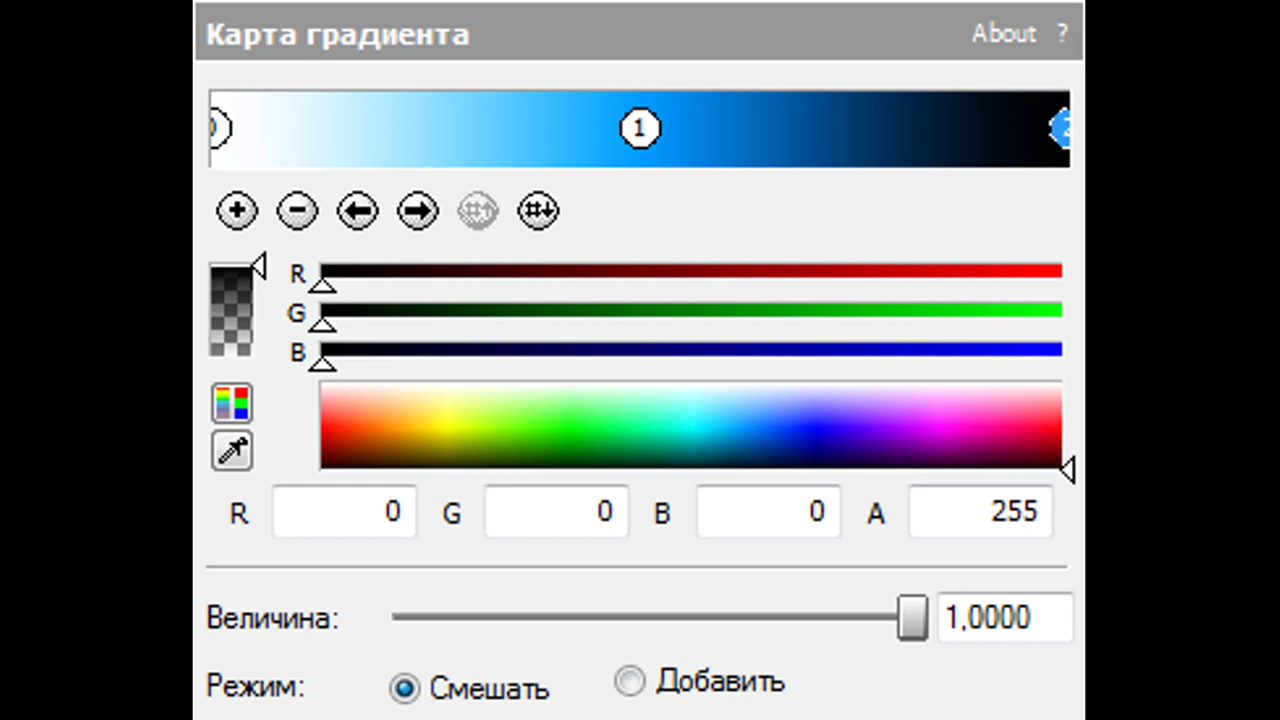 Карта градиента About ?
1
R
G
B
R 0 G 0 B 0 A 255
Величина: 1,0000
Режим: Смешать Добавить